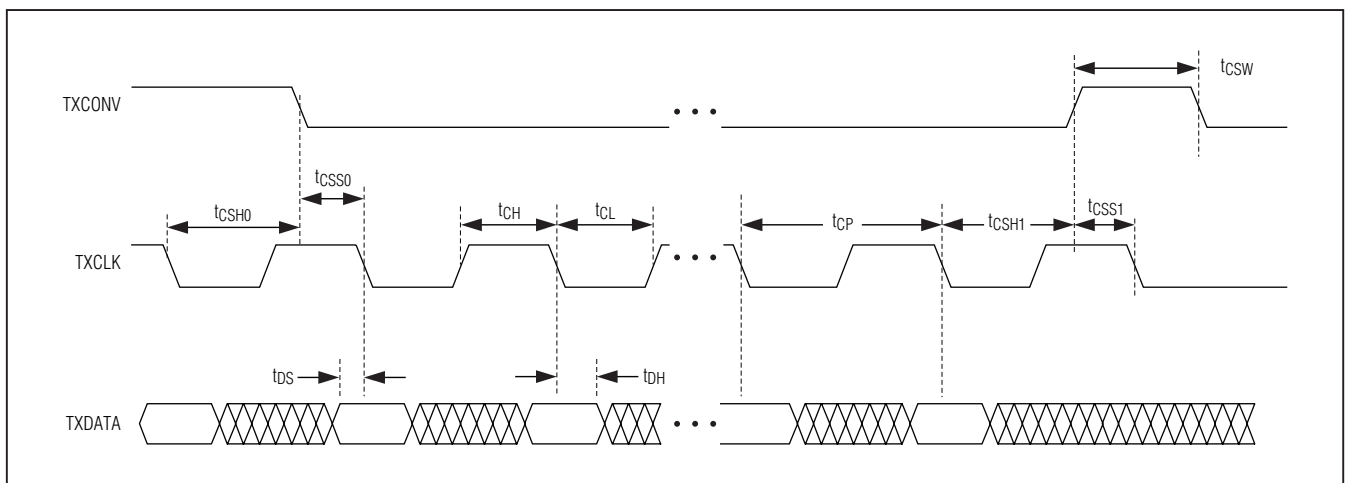 TXCONV
tCSW
tCSH0
tCSS0
tCH
tCL
tCP
tCSH1
tCSS1
TXCLK
tDS
tDH
TXDATA